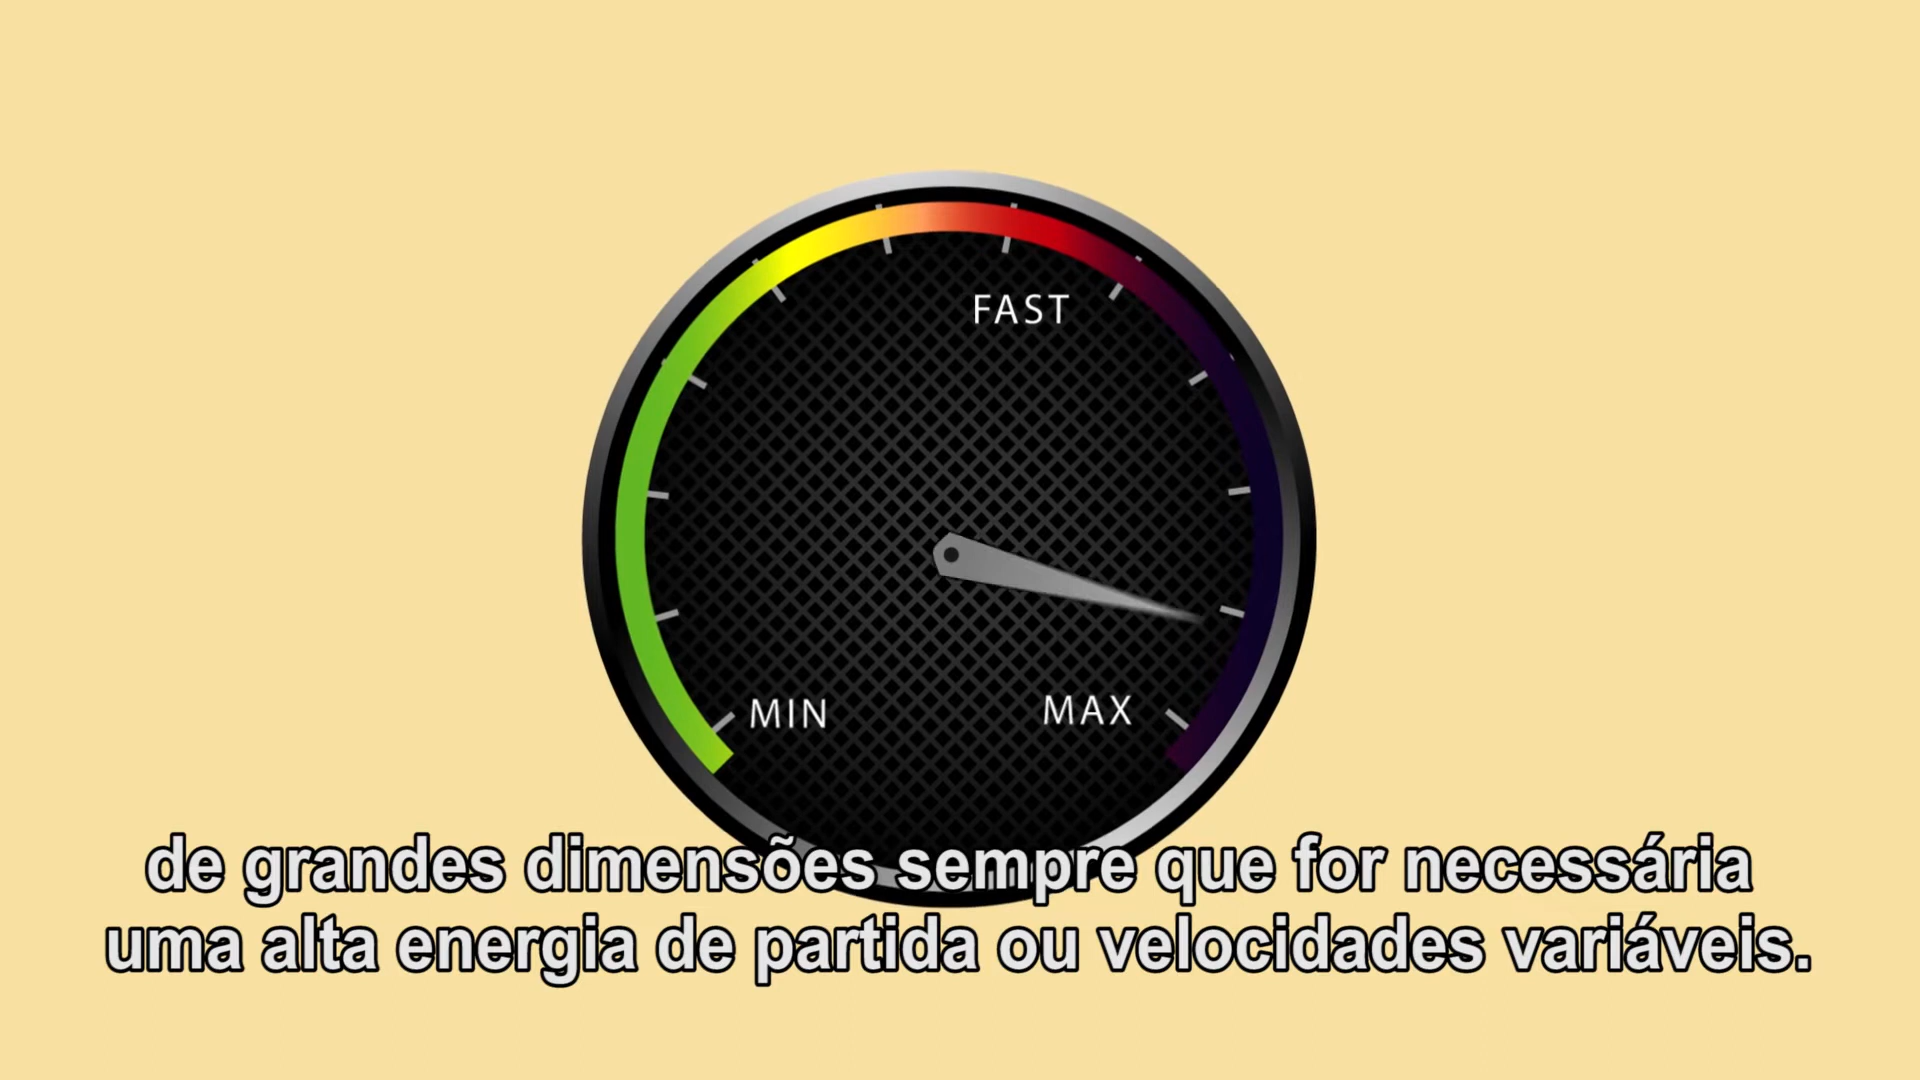 FAST
MIN
MAX
de grandes dimensões sempre que for necessária
uma alta energia de partida ou velocidades variáveis.